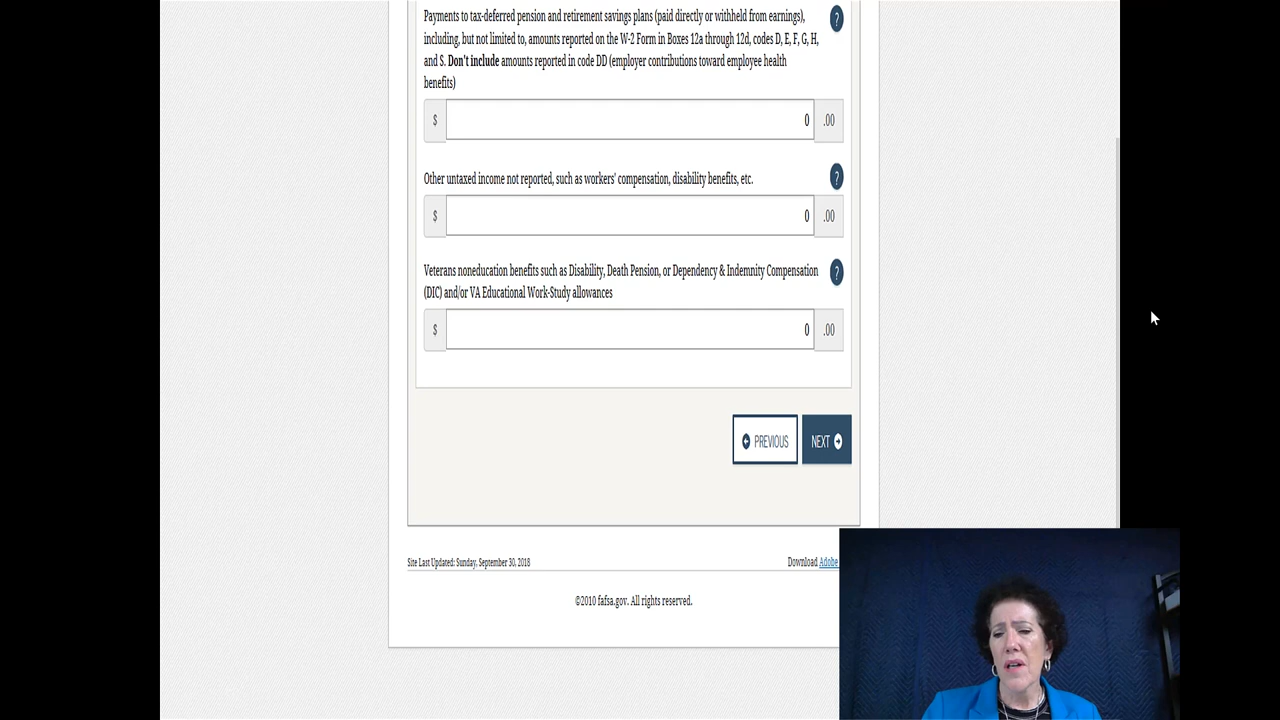 Payments to tax-deferred pension and retirement savings plans (paid directly or withheld from earnings),
including, but not limited to, amounts reported on the W-2 Form in Boxes 12a through 12d, codes D, E, F, G, H,
and S. Don't include amounts reported in code DD (employer contributions toward employee health
benefits)
?
$ 0 .00
Other untaxed income not reported, such as workers' compensation, disability benefits, etc.
?
$ 0 .00
Veterans noneducation benefits such as Disability, Death Pension, or Dependency & Indemnity Compensation
(DIC) and/or VA Educational Work-Study allowances
?
$ 0 .00
PREVIOUS NEXT
Site Last Updated: Sunday, September 30, 2018 Download Adobe
©2010 fafsa.gov. All rights reserved.